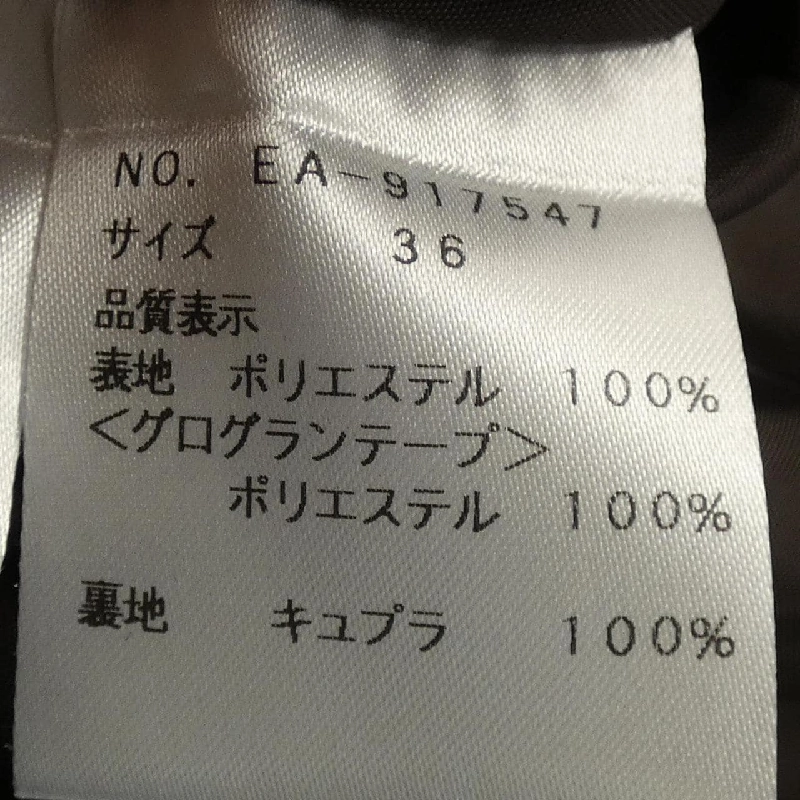 NO. EA-917547
サイズ 36
品質表示
表地 ポリエステル 100%
<グログランテープ>
ポリエステル 100%
裏地 キュプラ 100%